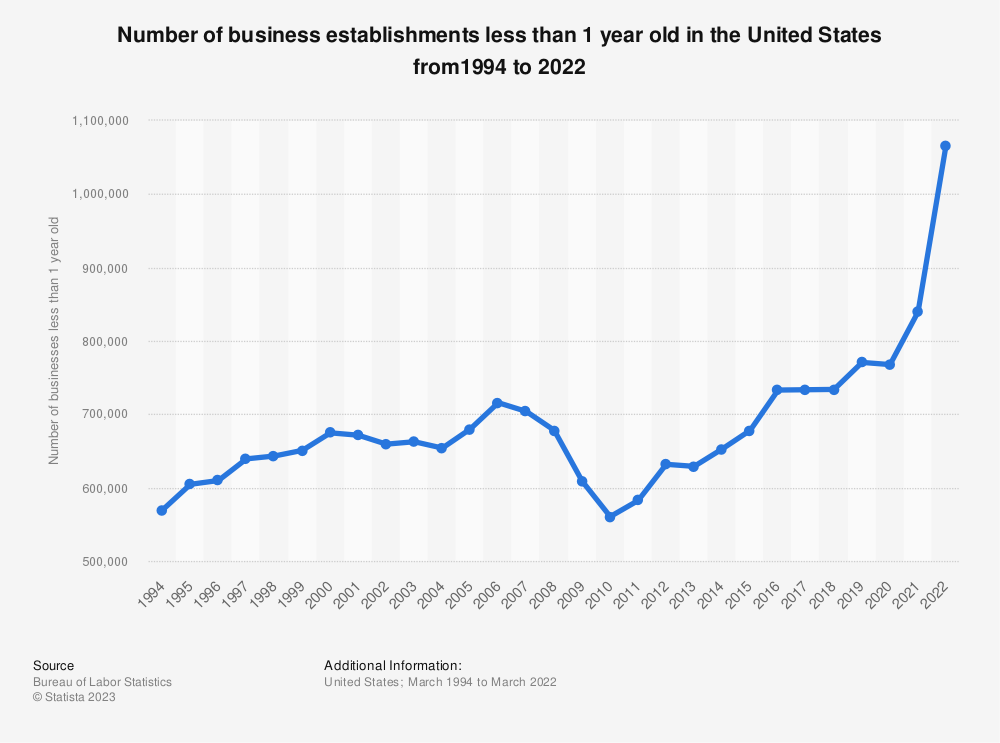 Number of business establishments less than 1 year old in the United States
from1994 to 2022
Number of businesses less than 1 year old
1,100,000
1,000,000
900,000
800,000
700,000
600,000
500,000
1994 1995 1996 1997 1998 1999 2000 2001 2002 2003 2004 2005 2006 2007 2008 2009 2010 2011 2012 2013 2014 2015 2016 2017 2018 2019 2020 2021 2022
Source
Bureau of Labor Statistics
© Statista 2023
Additional Information:
United States; March 1994 to March 2022